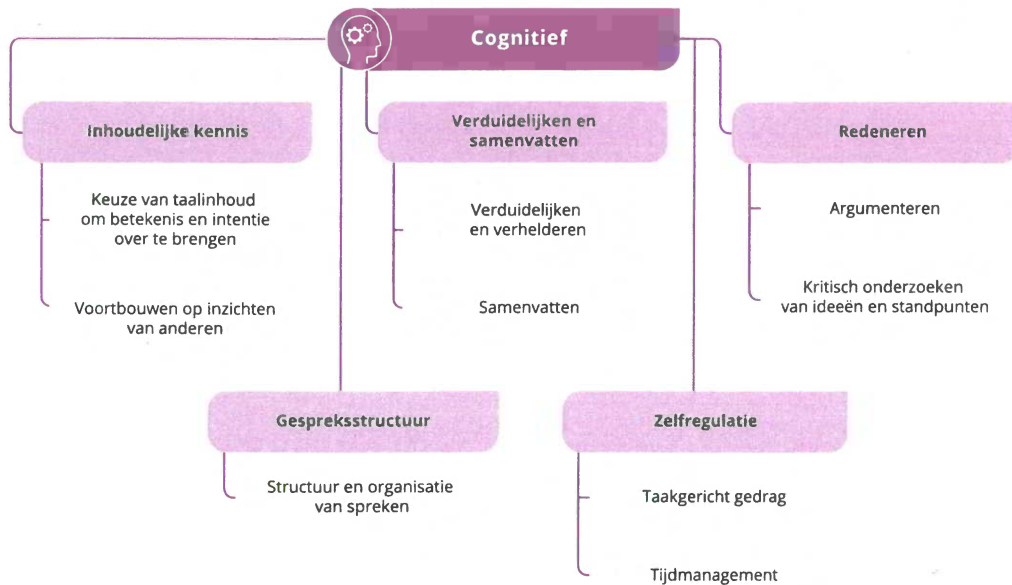 Cognitief
Inhoudelijke kennis
Keuze van taalinhoud
om betekenis en intentie
over te brengen
Voortbouwen op inzichten
van anderen
Verduidelijken en
samenvatten
Verduidelijken
en verhelderen
Samenvatten
Redeneren
Argumenteren
Kritisch onderzoeken
van ideeën en standpunten
Gespreksstructuur
Structuur en organisatie
van spreken
Zelfregulatie
Taakgericht gedrag
Tijdmanagement